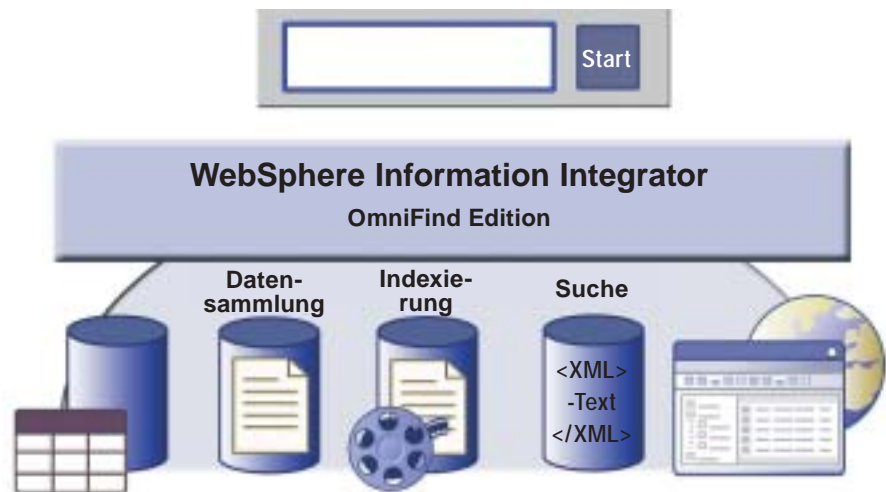 Start
WebSphere Information Integrator
OmniFind Edition
Daten-
sammlung
Indexie-
rung
Suche
<XML>
-Text
</XML>